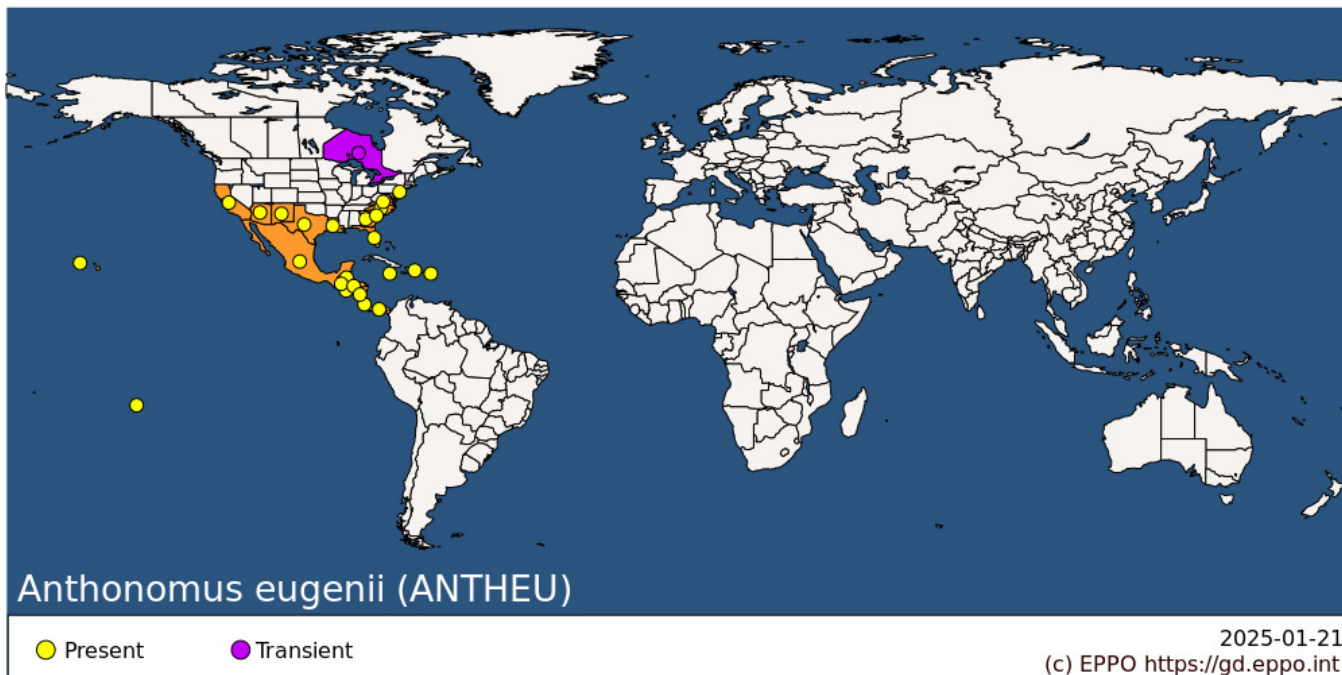 Anthonomus eugenii (ANTHEU)
Present
Transient
2025-01-21
(c) EPPO https://gd.eppo.int